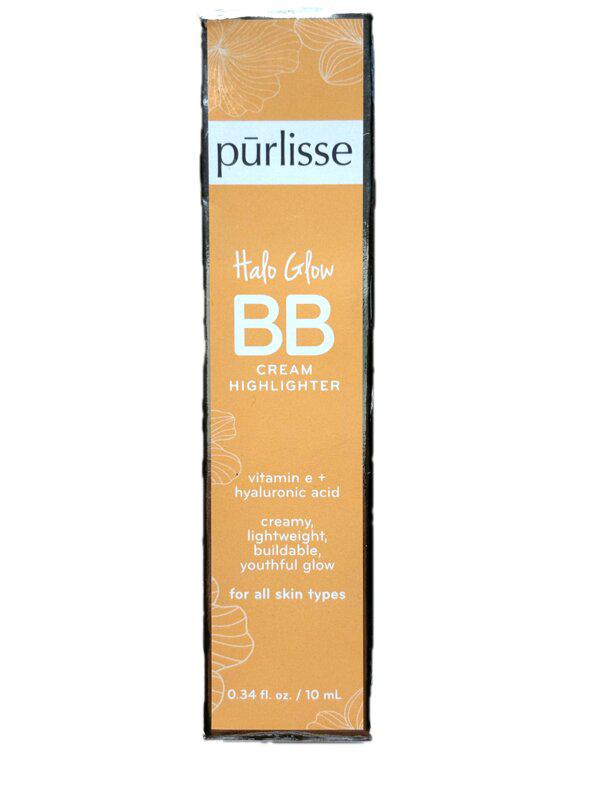 pūrlisse
Halo Glow
BB
CREAM
HIGHLIGHTER
vitamin e +
hyaluronic acid
creamy,
lightweight,
buildable,
youthful glow
for all skin types
0.34 fl. oz. / 10 mL